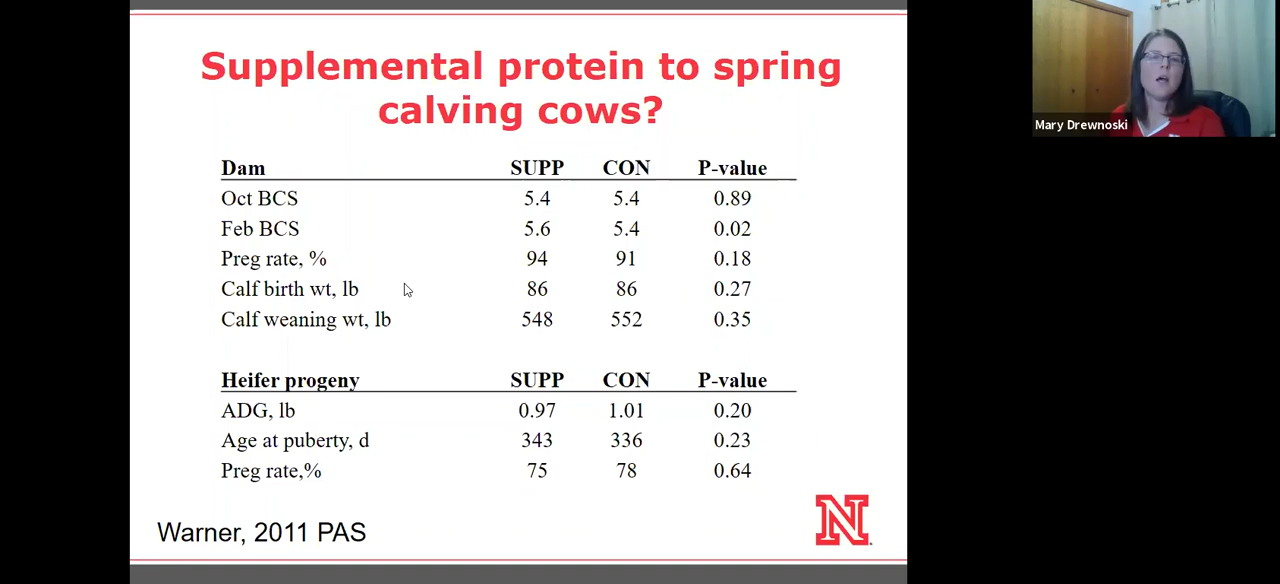 Supplemental protein to spring
calving cows?
Dam SUPP CON P-value
Oct BCS 5.4 5.4 0.89
Feb BCS 5.6 5.4 0.02
Preg rate, % 94 91 0.18
Calf birth wt, lb 86 86 0.27
Calf weaning wt, lb 548 552 0.35
Heifer progeny SUPP CON P-value
ADG, lb 0.97 1.01 0.20
Age at puberty, d 343 336 0.23
Preg rate,% 75 78 0.64
Warner, 2011 PAS
N
Mary Drewnoski